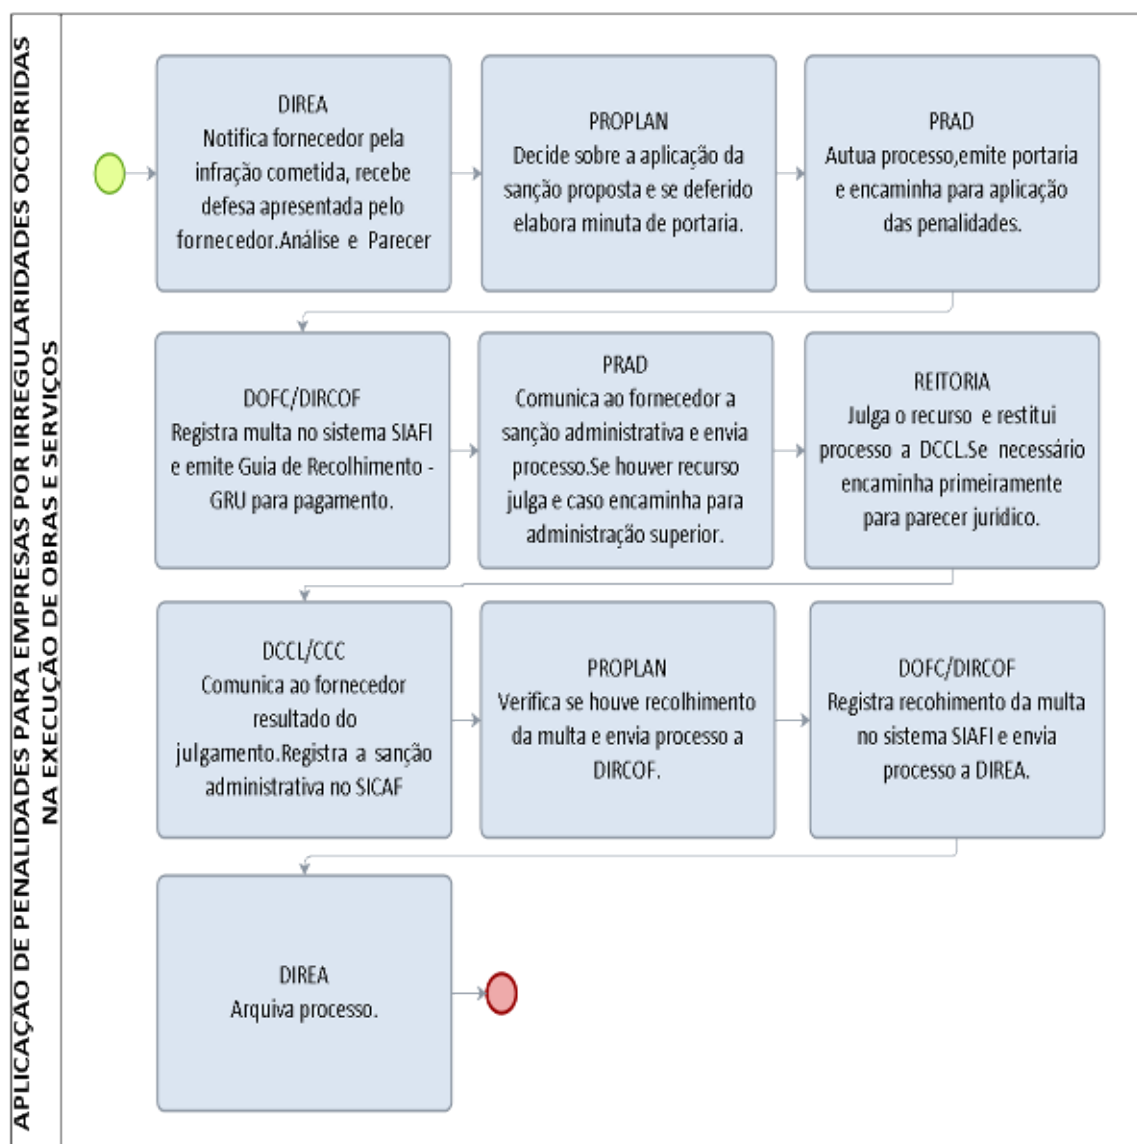 APLICAÇÃO DE PENALIDADES PARA EMPRESAS POR IRREGULARIDADES OCORRIDAS
NA EXECUÇÃO DE OBRAS E SERVIÇOS
DIREA
Notifica fornecedor pela
infração cometida, recebe
defesa apresentada pelo
fornecedor.Análise e Parecer
PROPLAN
Decide sobre a aplicação da
sanção proposta e se deferido
elabora minuta de portaria.
PRAD
Autua processo,emite portaria
e encaminha para aplicação
das penalidades.
DOFC/DIRCOF
Registra multa no sistema SIAFI
e emite Guia de Recolhimento -
GRU para pagamento.
PRAD
Comunica ao fornecedor a
sanção administrativa e envia
processo.Se houver recurso
julga e caso encaminha para
administração superior.
REITORIA
Julga o recurso e restitui
processo a DCCL.Se necessário
encaminha primeiramente
para parecer jurídico.
DCCL/CCC
Comunica ao fornecedor
resultado do
julgamento.Registra a sanção
administrativa no SICAF
PROPLAN
Verifica se houve recolhimento
da multa e envia processo a
DIRCOF.
DOFC/DIRCOF
Registra recohimento da multa
no sistema SIAFI e envia
processo a DIREA.
DIREA
Arquiva processo.